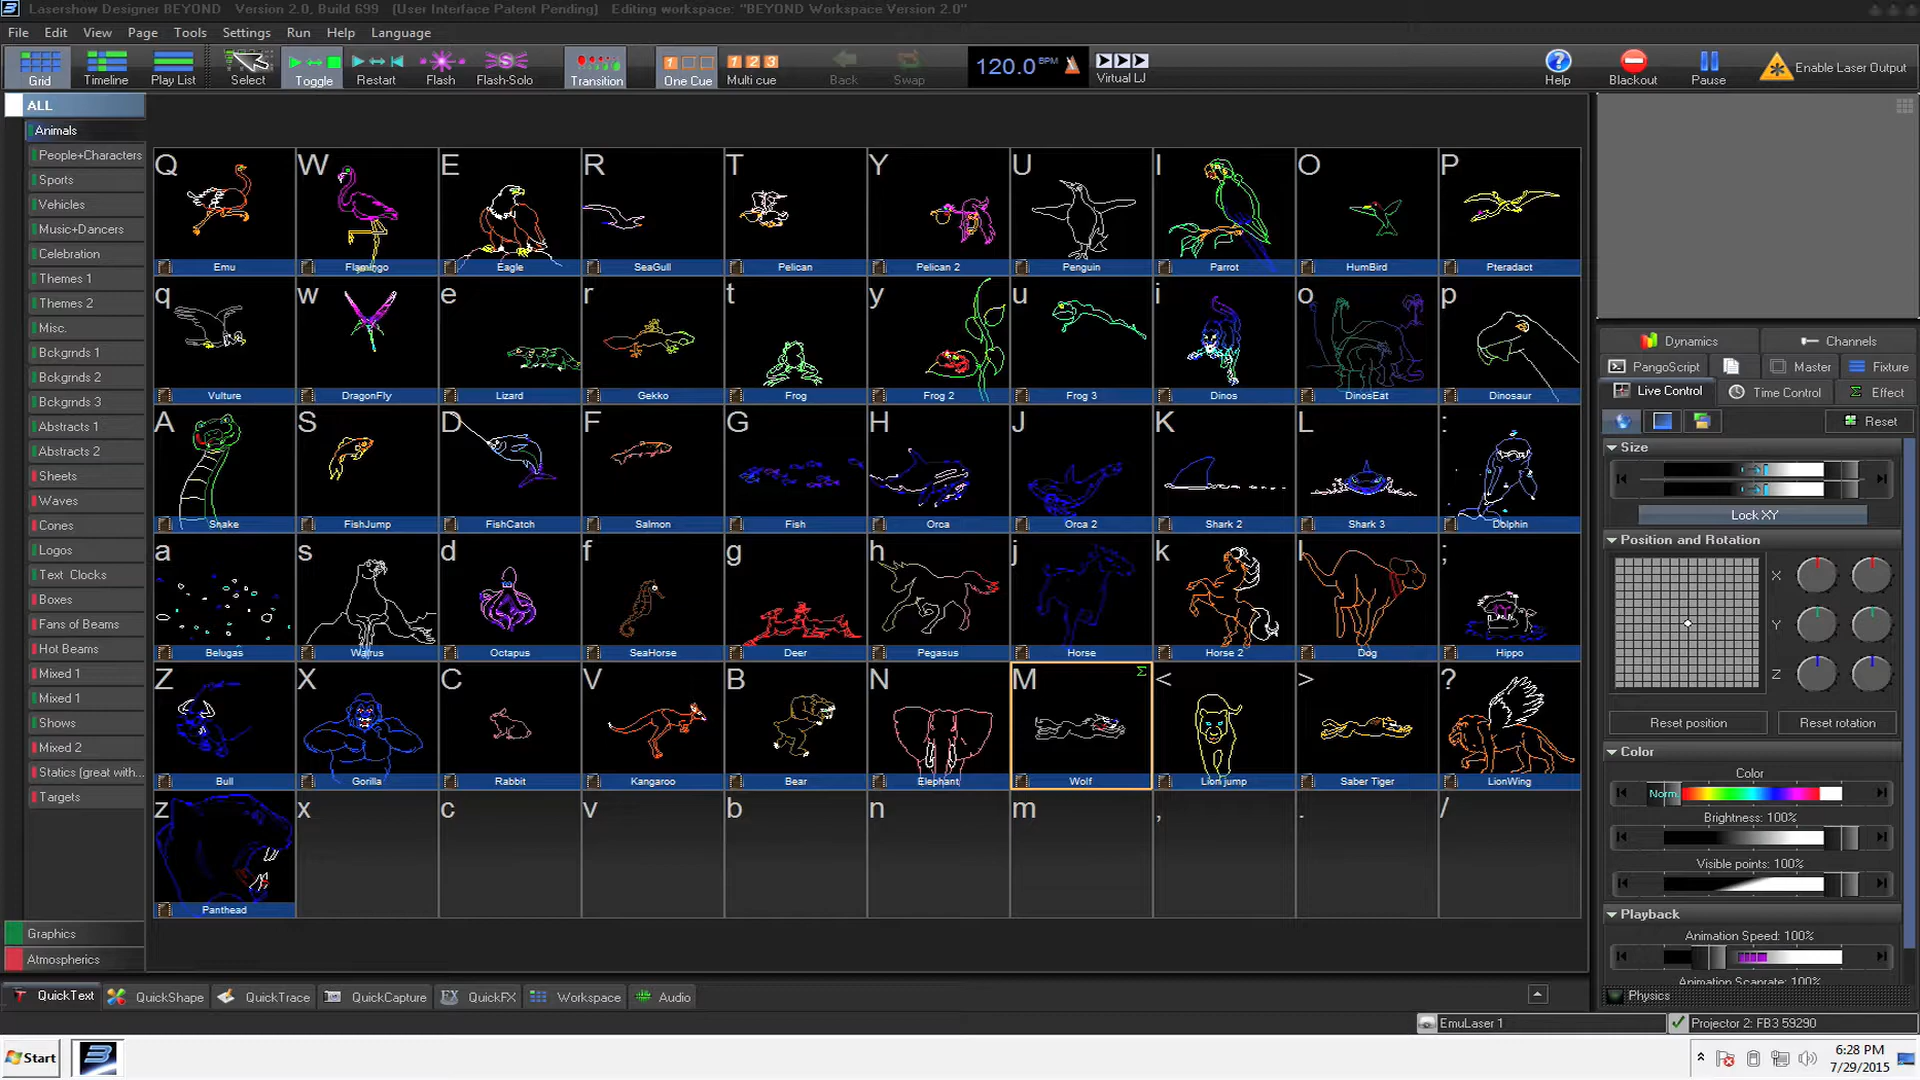 Lasershow Designer BEYOND Version 2.0, Build 699 (User Interface Patent Pending) Editing workspace: "BEYOND Workspace Version 2.0"
File Edit View Page Tools Settings Run Help Language
Grid Timeline Play List Select Toggle Restart Flash Flash-Solo Transition One Cue Multi cue Back Swap 120.0 BPM Virtual LJ Help Blackout Pause Enable Laser Output
ALL
Animals
People+Characters
Sports
Vehicles
Music+Dancers
Celebration
Themes 1
Themes 2
Misc.
Bckgrnds 1
Bckgrnds 2
Bckgrnds 3
Abstracts 1
Abstracts 2
Sheets
Waves
Cones
Logos
Text Clocks
Boxes
Fans of Beams
Hot Beams
Mixed 1
Mixed 1
Shows
Mixed 2
Statics (great with...
Targets
Graphics
Atmospherics
Q W E R T Y U I O P
Emu Flamingo Eagle SeaGull Pelican Pelican 2 Penguin Parrot HumBird Pteradact
q w e r t y u i o p
Vulture DragonFly Lizard Gekko Frog Frog 2 Frog 3 Dinos DinosEat Dinosaur
A S D F G H J K L :
Snake FishJump FishCatch Salmon Fish Orca Orca 2 Shark 2 Shark 3 Dolphin
a s d f g h j k l ;
Belugas Walrus Octapus SeaHorse Deer Pegasus Horse Horse 2 Dog Hippo
Z X C V B N M Σ < > ?
Bull Gorilla Rabbit Kangaroo Bear Elephant Wolf Lion jump Saber Tiger LionWing
z x c v b n m , . /
Panthead
Dynamics Channels
PangoScript Master Fixture
Live Control Time Control Σ Effect
Reset
Size
Lock XY
Position and Rotation
X
Y
Z
Reset position Reset rotation
Color
Color
Norm.
Brightness: 100%
Visible points: 100%
Playback
Animation Speed: 100%
Animation Scanrate: 100%
Physics
QuickText QuickShape QuickTrace QuickCapture FX QuickFX Workspace Audio
EmuLaser 1 Projector 2: FB3 59290
Start
6:28 PM
7/29/2015